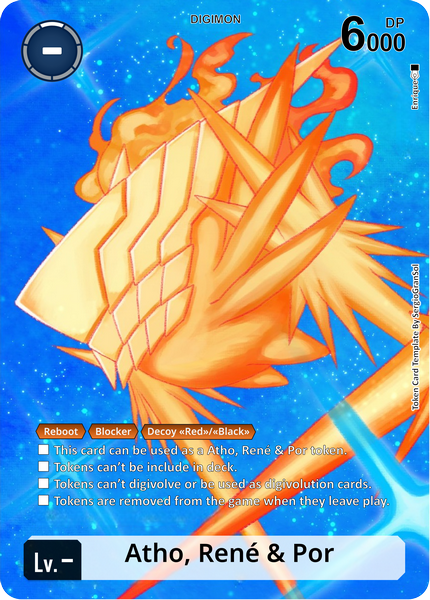 DIGIMON
DP
6000
Enrique
Token Card Template By SergioGranSol
Reboot Blocker Decoy «Red»/«Black»
This card can be used as a Atho, René & Por token.
Tokens can't be include in deck.
Tokens can't digivolve or be used as digivolution cards.
Tokens are removed from the game when they leave play.
Lv.-
Atho, René & Por